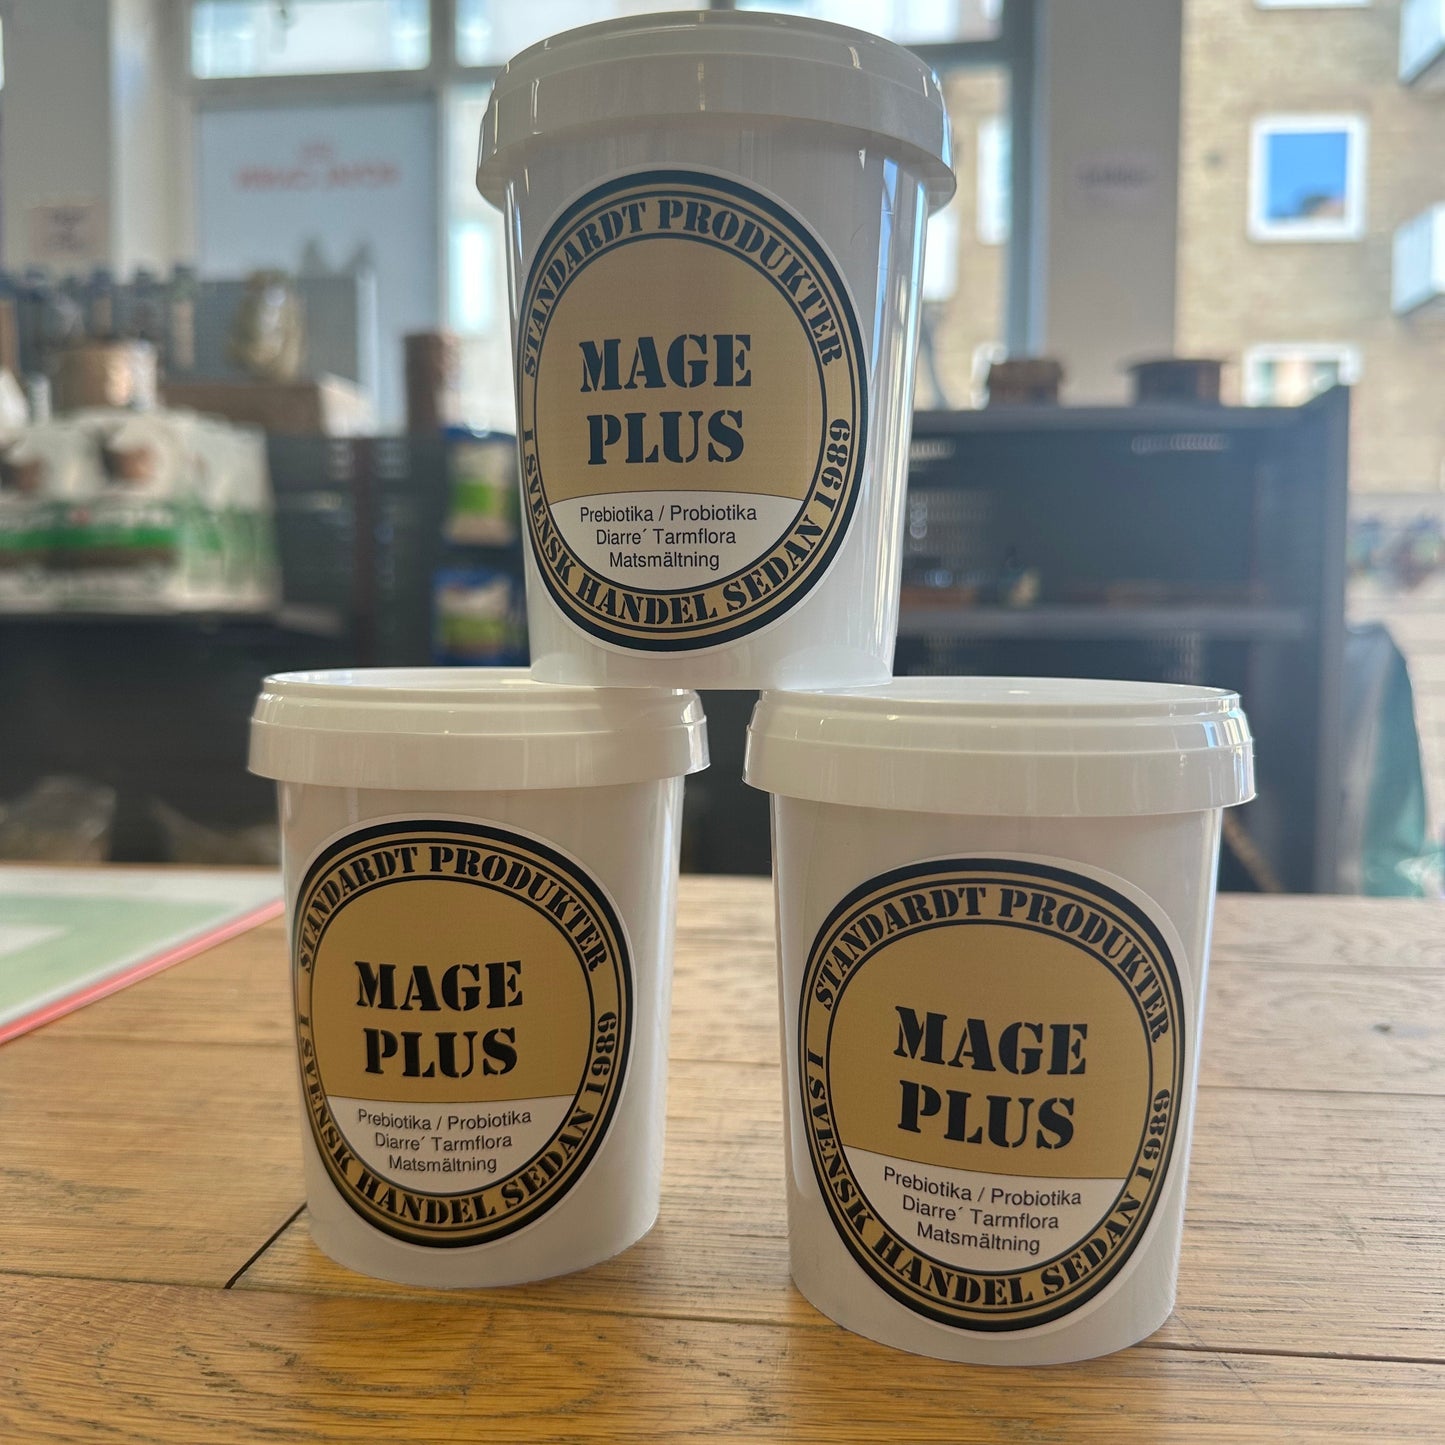 STANDARDT PRODUKTER
MAGE
PLUS
Prebiotika / Probiotika
Diarre´ Tarmflora
Matsmältning
I SVENSK HANDEL SEDAN 1989
STANDARDT PRODUKTER
MAGE
PLUS
Prebiotika / Probiotika
Diarre´ Tarmflora
Matsmältning
I SVENSK HANDEL SEDAN 1989
STANDARDT PRODUKTER
MAGE
PLUS
Prebiotika / Probiotika
Diarre´ Tarmflora
Matsmältning
I SVENSK HANDEL SEDAN 1989